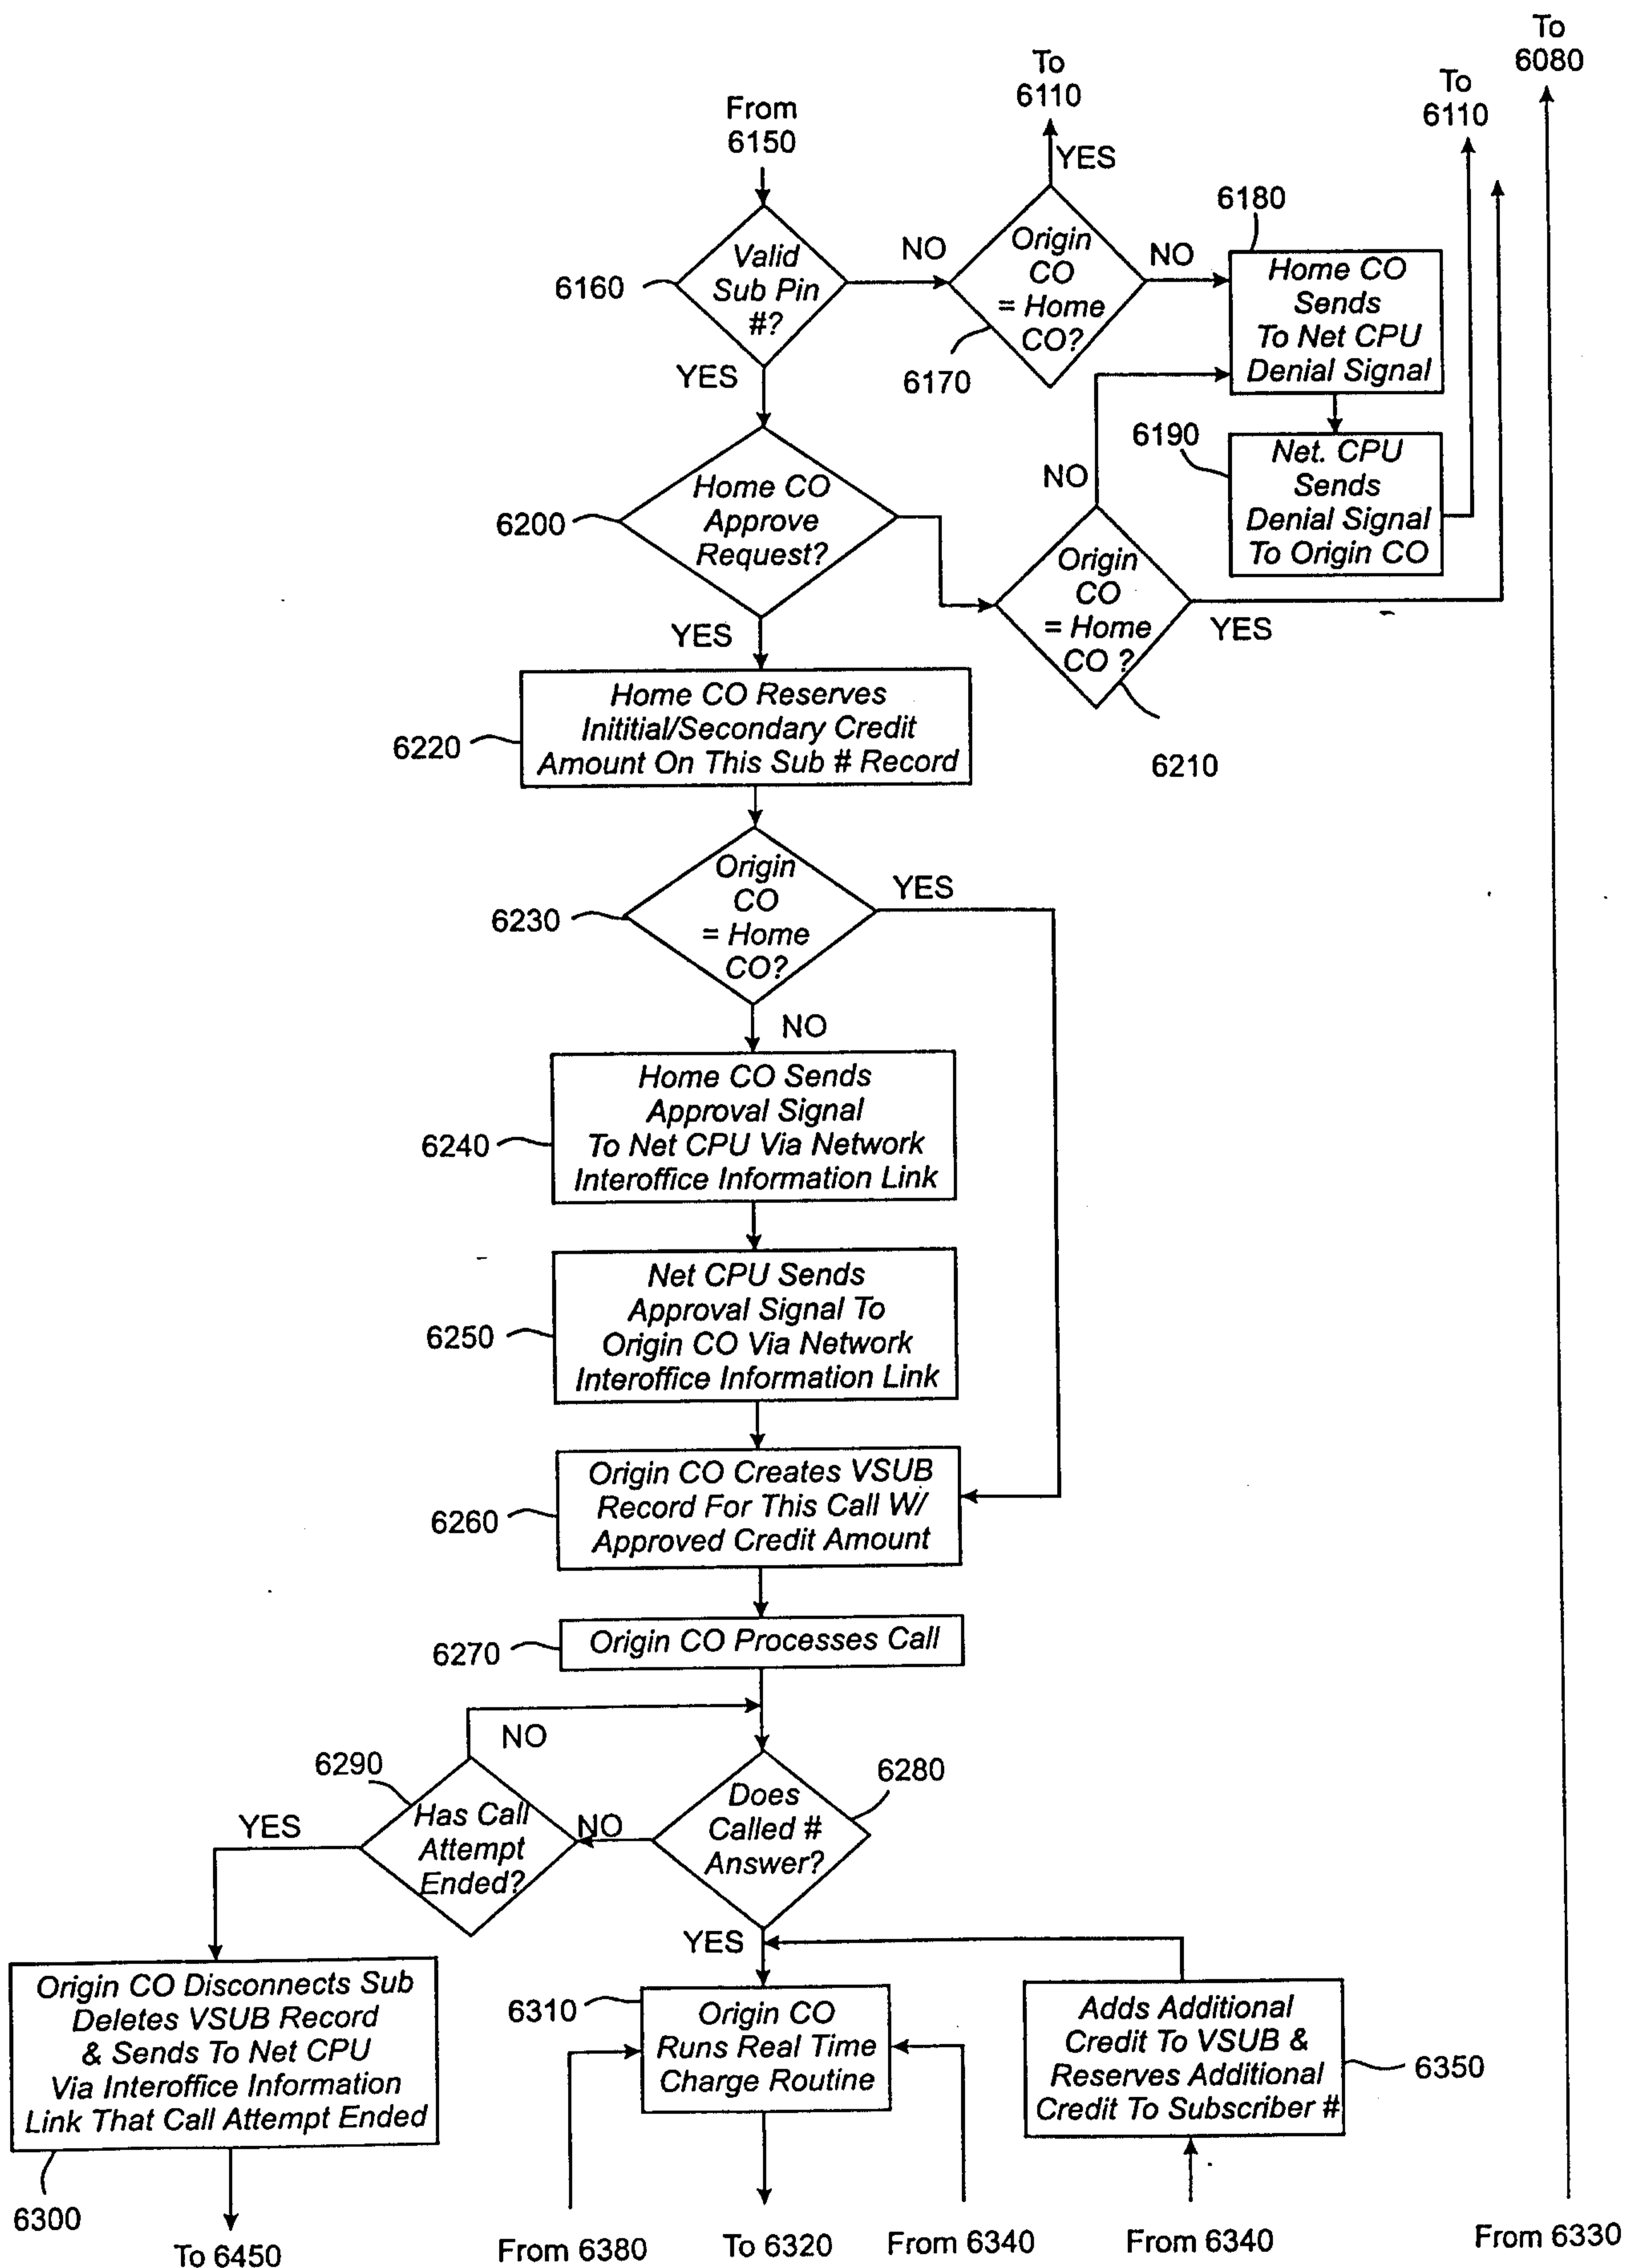 To
6080
To
6110
To
6110
From
6150
YES
6180
6160
Valid
Sub Pin
#?
NO
Origin
CO
= Home
CO?
NO
Home CO
Sends
To Net CPU
Denial Signal
6170
YES
6190
Net. CPU
Sends
Denial Signal
To Origin CO
NO
6200
Home CO
Approve
Request?
Origin
CO
= Home
CO ?
YES
YES
6210
6220
Home CO Reserves
Inititial/Secondary Credit
Amount On This Sub # Record
6230
Origin
CO
= Home
CO?
YES
NO
6240
Home CO Sends
Approval Signal
To Net CPU Via Network
Interoffice Information Link
6250
Net CPU Sends
Approval Signal To
Origin CO Via Network
Interoffice Information Link
6260
Origin CO Creates VSUB
Record For This Call W/
Approved Credit Amount
6270
Origin CO Processes Call
NO
6290
6280
YES
Has Call
Attempt
Ended?
NO
Does
Called #
Answer?
YES
Origin CO Disconnects Sub
Deletes VSUB Record
& Sends To Net CPU
Via Interoffice Information
Link That Call Attempt Ended
6310
Origin CO
Runs Real Time
Charge Routine
Adds Additional
Credit To VSUB &
Reserves Additional
Credit To Subscriber #
6350
6300
To 6450
From 6380
To 6320
From 6340
From 6340
From 6330